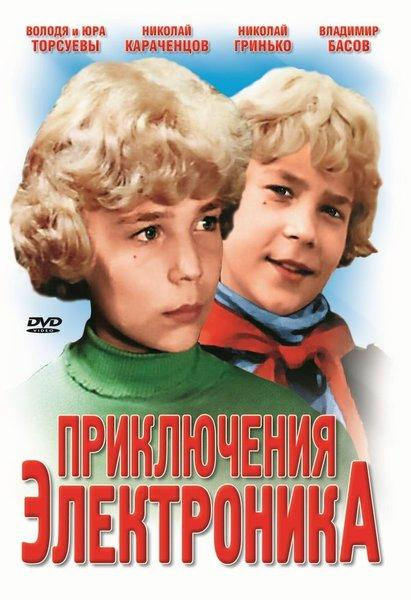 ВОЛОДЯ и ЮРА ТОРСУЕВЫ
НИКОЛАЙ КАРАЧЕНЦОВ
НИКОЛАЙ ГРИНЬКО
ВЛАДИМИР БАСОВ
DVD
VIDEO
ПРИКЛЮЧЕНИЯ
ЭЛЕКТРОНИКА